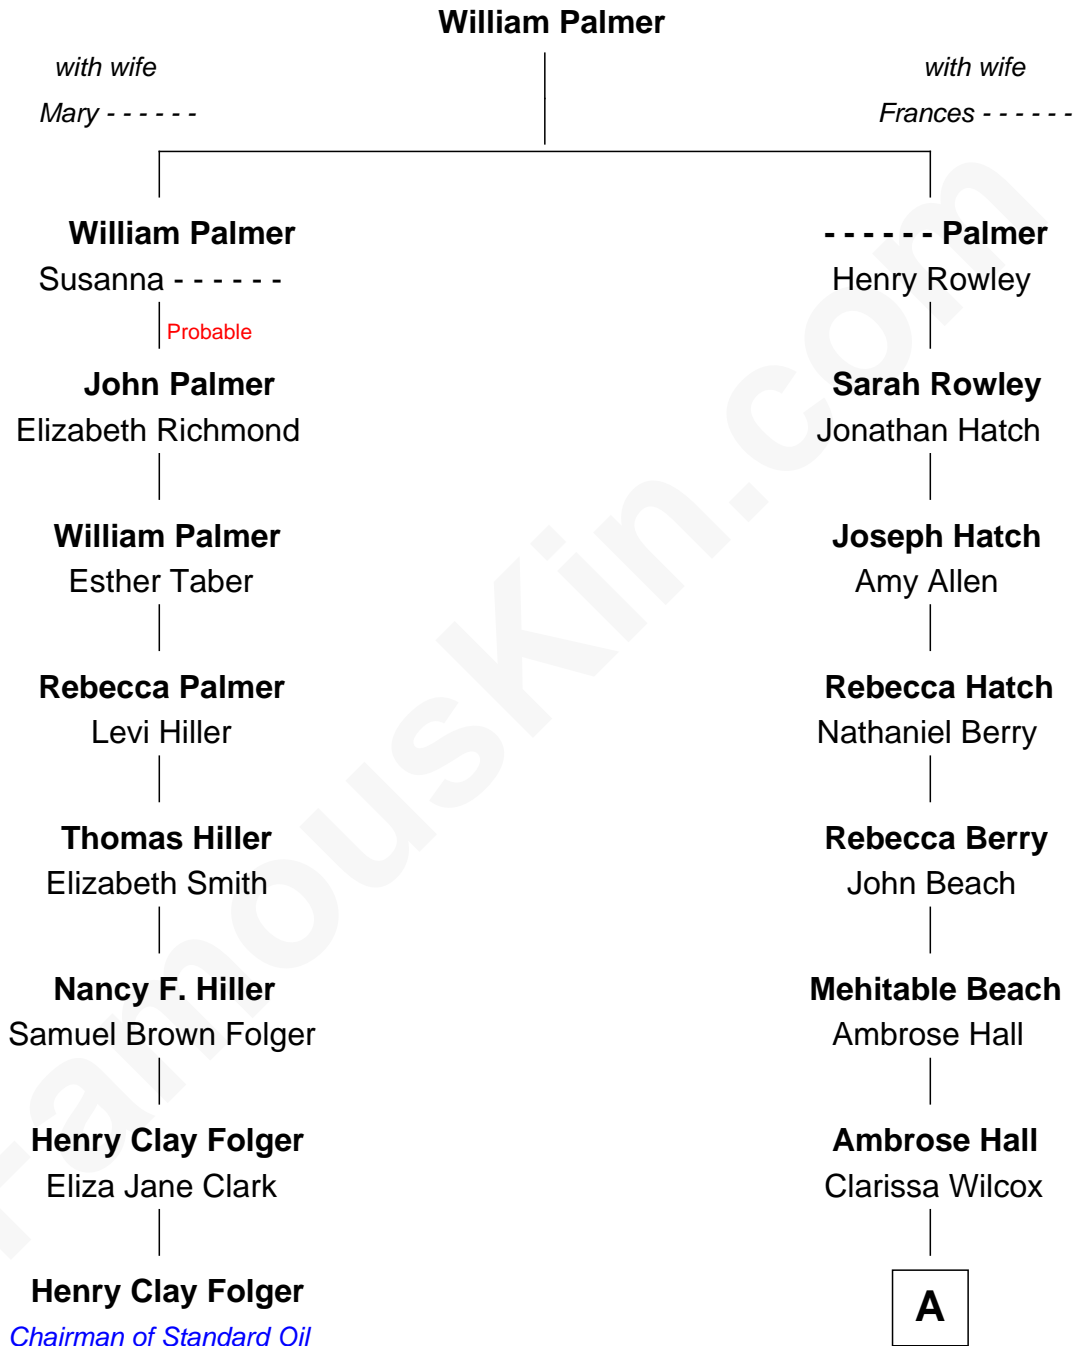 William Palmer
with wife
Mary - - - - - -
with wife
Frances - - - - - -
William Palmer
Susanna - - - - - -
Probable
John Palmer
Elizabeth Richmond
William Palmer
Esther Taber
Rebecca Palmer
Levi Hiller
Thomas Hiller
Elizabeth Smith
Nancy F. Hiller
Samuel Brown Folger
Henry Clay Folger
Eliza Jane Clark
Henry Clay Folger
Chairman of Standard Oil
- - - - - - Palmer
Henry Rowley
Sarah Rowley
Jonathan Hatch
Joseph Hatch
Amy Allen
Rebecca Hatch
Nathaniel Berry
Rebecca Berry
John Beach
Mehitable Beach
Ambrose Hall
Ambrose Hall
Clarissa Wilcox
A
FamousKin.com